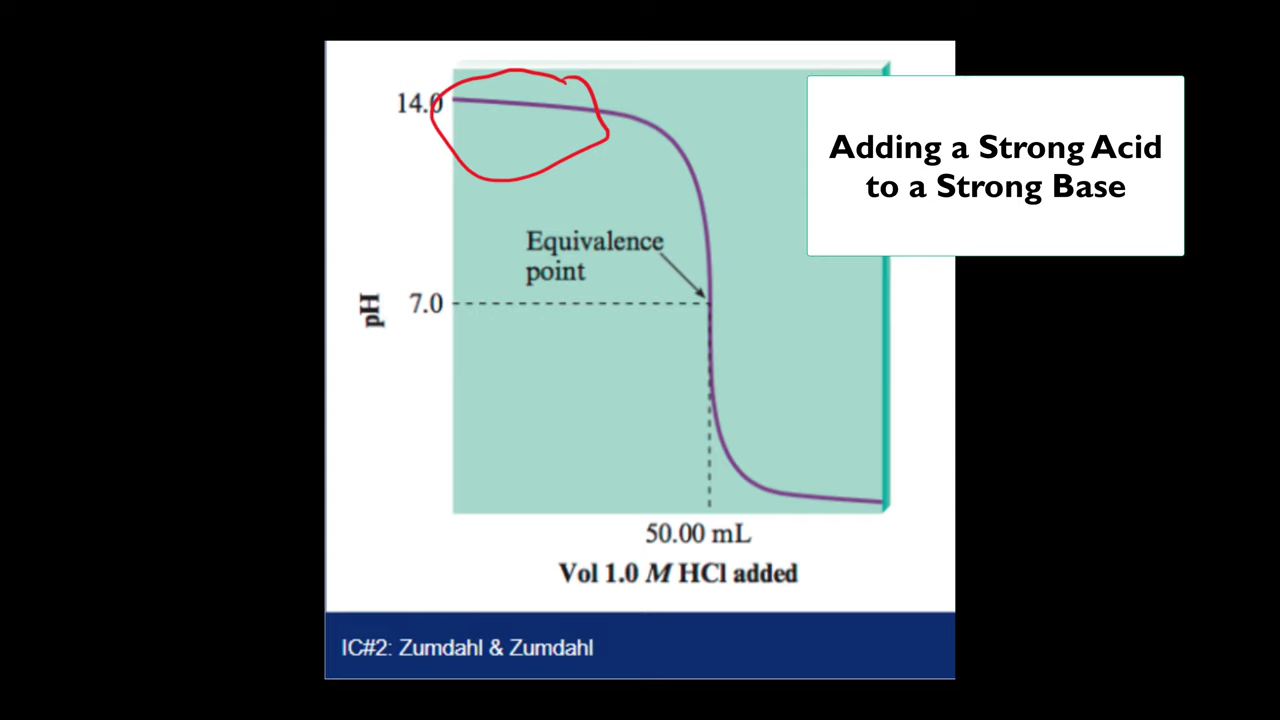 14.0
Adding a Strong Acid
to a Strong Base
Equivalence
point
pH
7.0
50.00 mL
Vol 1.0 M HCl added
IC#2: Zumdahl & Zumdahl